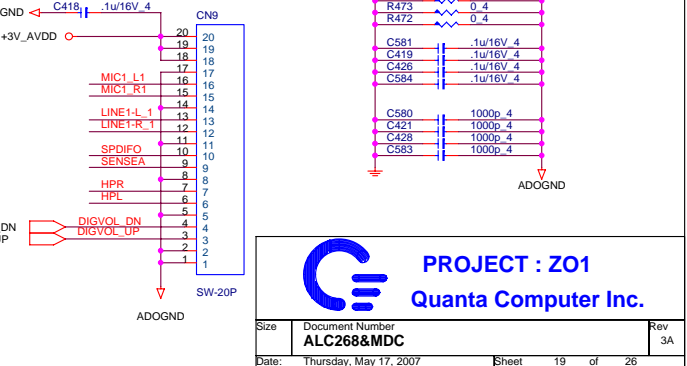 GND C418 .1u/16V_4 CN9
+3V_AVDD
20 20
19 19
18 18
17 17
MIC1_L1 16 16
MIC1_R1 15 15
14 14
LINE1-L_1 13 13
LINE1-R_1 12 12
11 11
SPDIFO 10 10
SENSEA 9 9
8 8
HPR 7 7
HPL 6 6
5 5
DN DIGVOL_DN 4 4
UP DIGVOL_UP 3 3
2 2
1 1
SW-20P
ADOGND
R473 0_4
R472 0_4
C581 .1u/16V_4
C419 .1u/16V_4
C426 .1u/16V_4
C584 .1u/16V_4
C580 1000p_4
C421 1000p_4
C428 1000p_4
C583 1000p_4
ADOGND
PROJECT : ZO1
Quanta Computer Inc.
Size Document Number Rev
ALC268&MDC 3A
Date: Thursday, May 17, 2007 Sheet 19 of 26